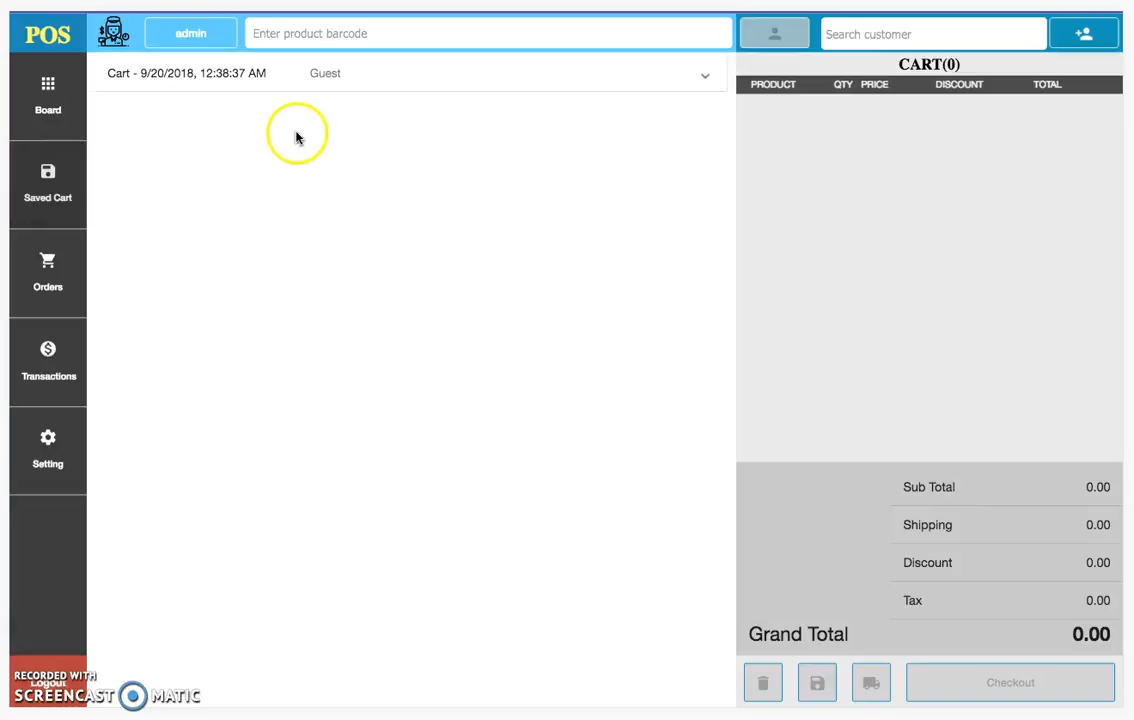 POS
admin
Enter product barcode
Search customer
Cart - 9/20/2018, 12:38:37 AM Guest
CART(0)
PRODUCT QTY PRICE DISCOUNT TOTAL
Board
Saved Cart
Orders
Transactions
Setting
Sub Total 0.00
Shipping 0.00
Discount 0.00
Tax 0.00
Grand Total 0.00
Checkout
Logout
RECORDED WITH
SCREENCAST MATIC